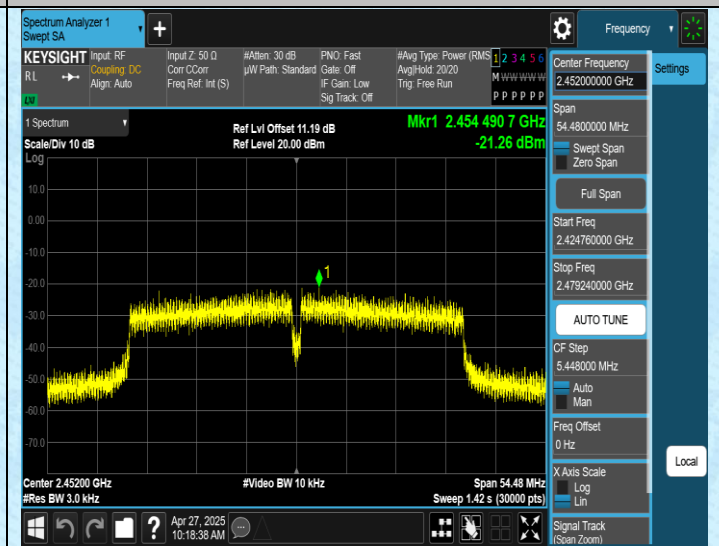 Spectrum Analyzer 1
Swept SA
+
Frequency
KEYSIGHT
RL
LXI
Input: RF
Coupling: DC
Align: Auto
Input Z: 50 Ω
Corr CCorr
Freq Ref: Int (S)
#Atten: 30 dB
µW Path: Standard
PNO: Fast
Gate: Off
IF Gain: Low
Sig Track: Off
#Avg Type: Power (RMS
Avg|Hold: 20/20
Trig: Free Run
1 2 3 4 5 6
M W W W W W
P P P P P P
1 Spectrum
Scale/Div 10 dB
Log
Ref Lvl Offset 11.19 dB
Ref Level 20.00 dBm
Mkr1 2.454 490 7 GHz
-21.26 dBm
10.0
0.00
-10.0
-20.0
-30.0
-40.0
-50.0
-60.0
-70.0
1
Center 2.45200 GHz
#Res BW 3.0 kHz
#Video BW 10 kHz
Span 54.48 MHz
Sweep 1.42 s (30000 pts)
Apr 27, 2025
10:18:38 AM
?
Center Frequency
2.452000000 GHz
Span
54.4800000 MHz
Swept Span
Zero Span
Full Span
Start Freq
2.424760000 GHz
Stop Freq
2.479240000 GHz
AUTO TUNE
CF Step
5.448000 MHz
Auto
Man
Freq Offset
0 Hz
X Axis Scale
Log
Lin
Signal Track
(Span Zoom)
Settings
Local